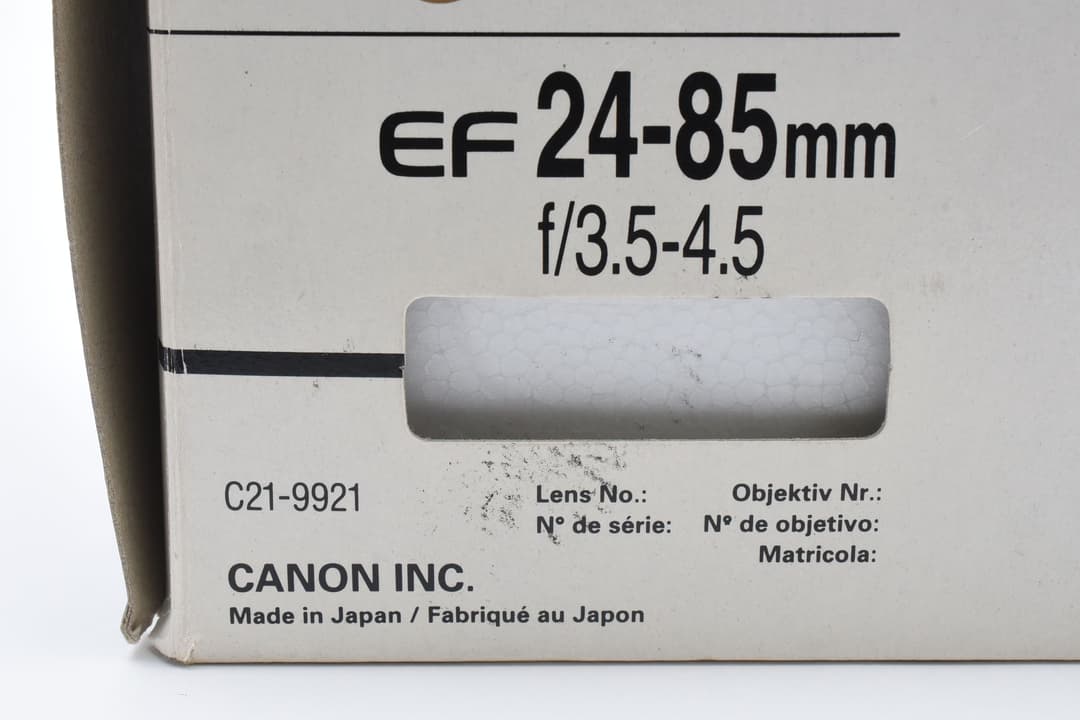 EF 24-85mm
f/3.5-4.5
C21-9921
Lens No.: Objektiv Nr.:
N° de série: Nº de objetivo:
Matricola:
CANON INC.
Made in Japan / Fabriqué au Japon